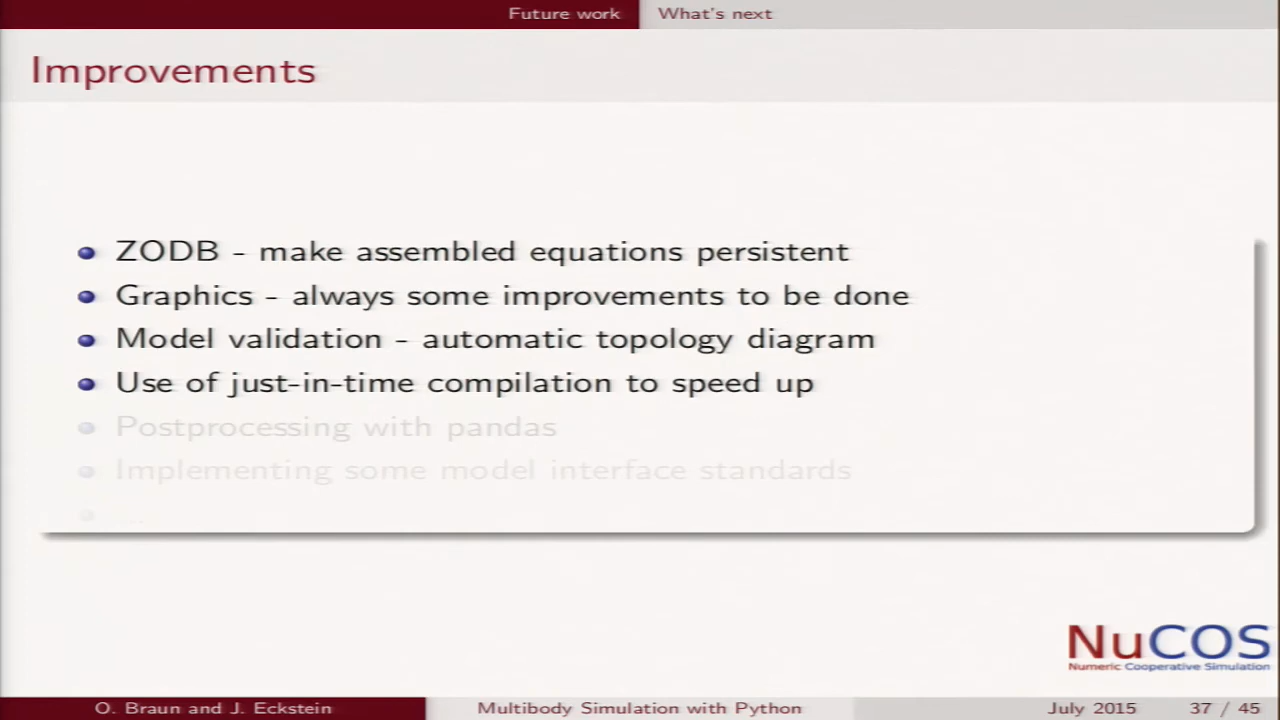 Future work What's next
Improvements
ZODB - make assembled equations persistent
Graphics - always some improvements to be done
Model validation - automatic topology diagram
Use of just-in-time compilation to speed up
Postprocessing with pandas
Implementing some model interface standards
...
NuCOS
Numeric Cooperative Simulation
O. Braun and J. Eckstein Multibody Simulation with Python July 2015 37 / 45